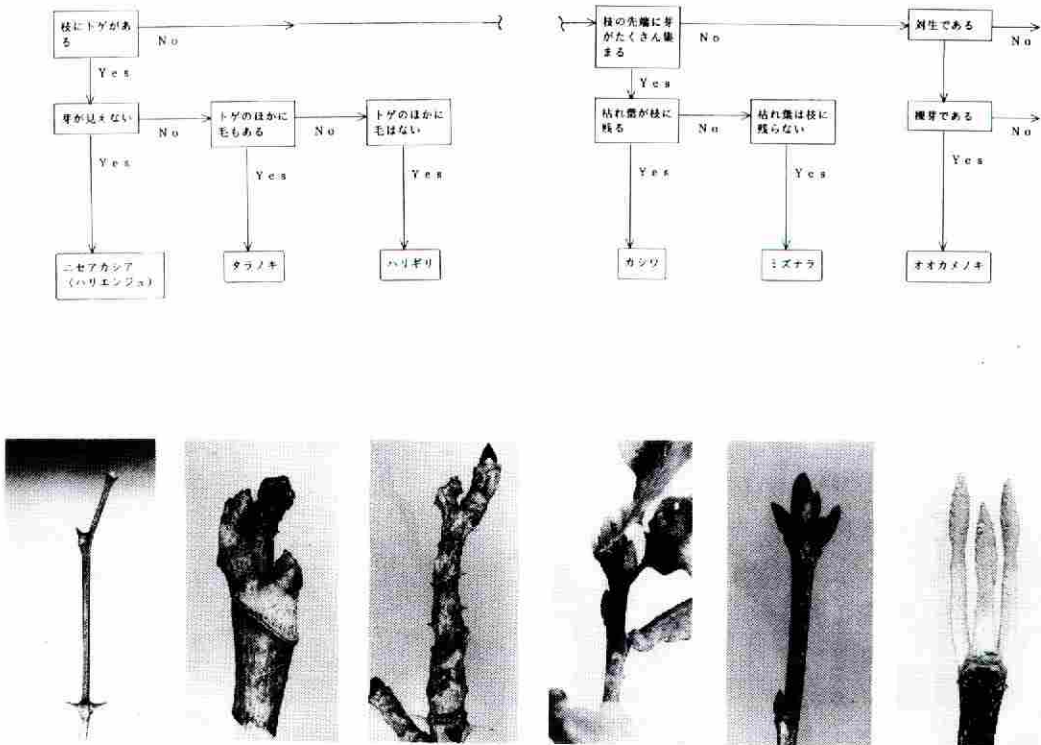 枝にトゲがあ
る
No
Yes
芽が見えない
No
トゲのほかに
毛もある
No
トゲのほかに
毛はない
Yes
Yes
Yes
ニセアカシア
(ハリエンジュ)
タラノキ
ハリギリ
枝の先端に芽
がたくさん集
まる
No
対生である
No
Yes
枯れ葉が枝に
残る
No
枯れ葉は枝に
残らない
裸芽である
No
Yes
Yes
Yes
カシワ
ミズナラ
オオカメノキ